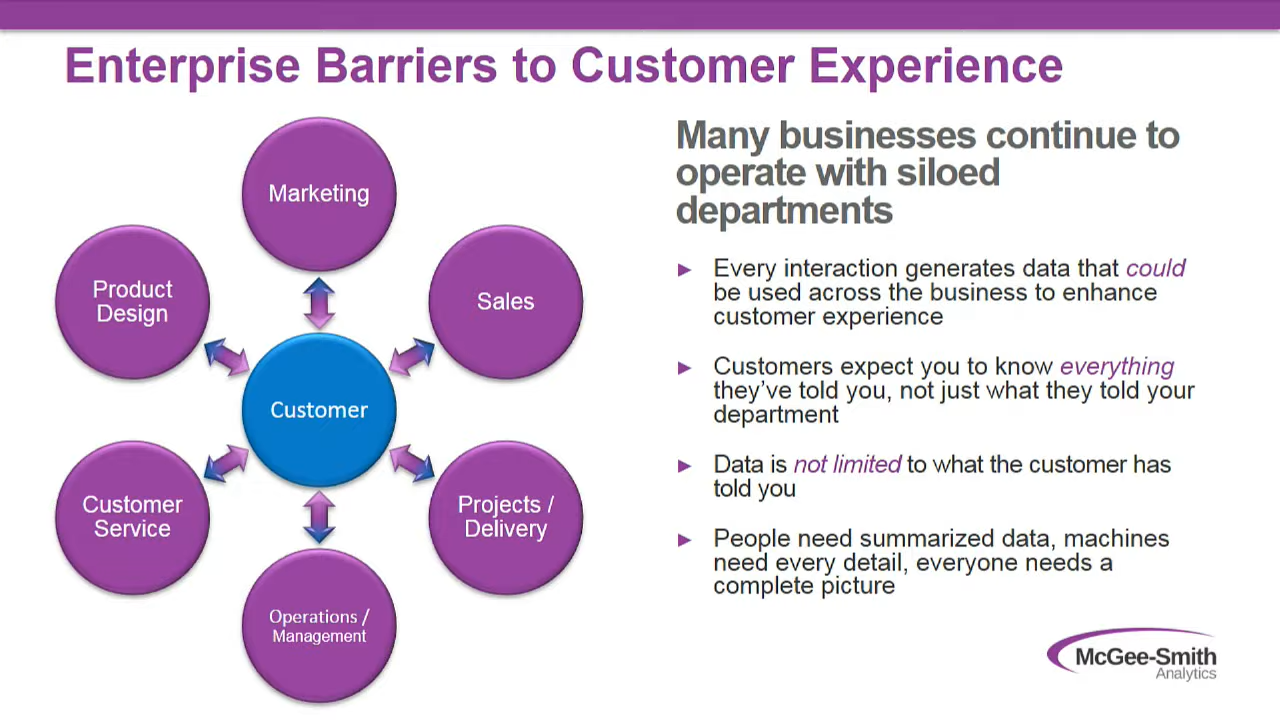 Enterprise Barriers to Customer Experience
Marketing
Product
Design
Sales
Customer
Customer
Service
Projects /
Delivery
Operations /
Management
Many businesses continue to
operate with siloed
departments
► Every interaction generates data that could
be used across the business to enhance
customer experience
► Customers expect you to know everything
they’ve told you, not just what they told your
department
► Data is not limited to what the customer has
told you
► People need summarized data, machines
need every detail, everyone needs a
complete picture
McGee-Smith
Analytics